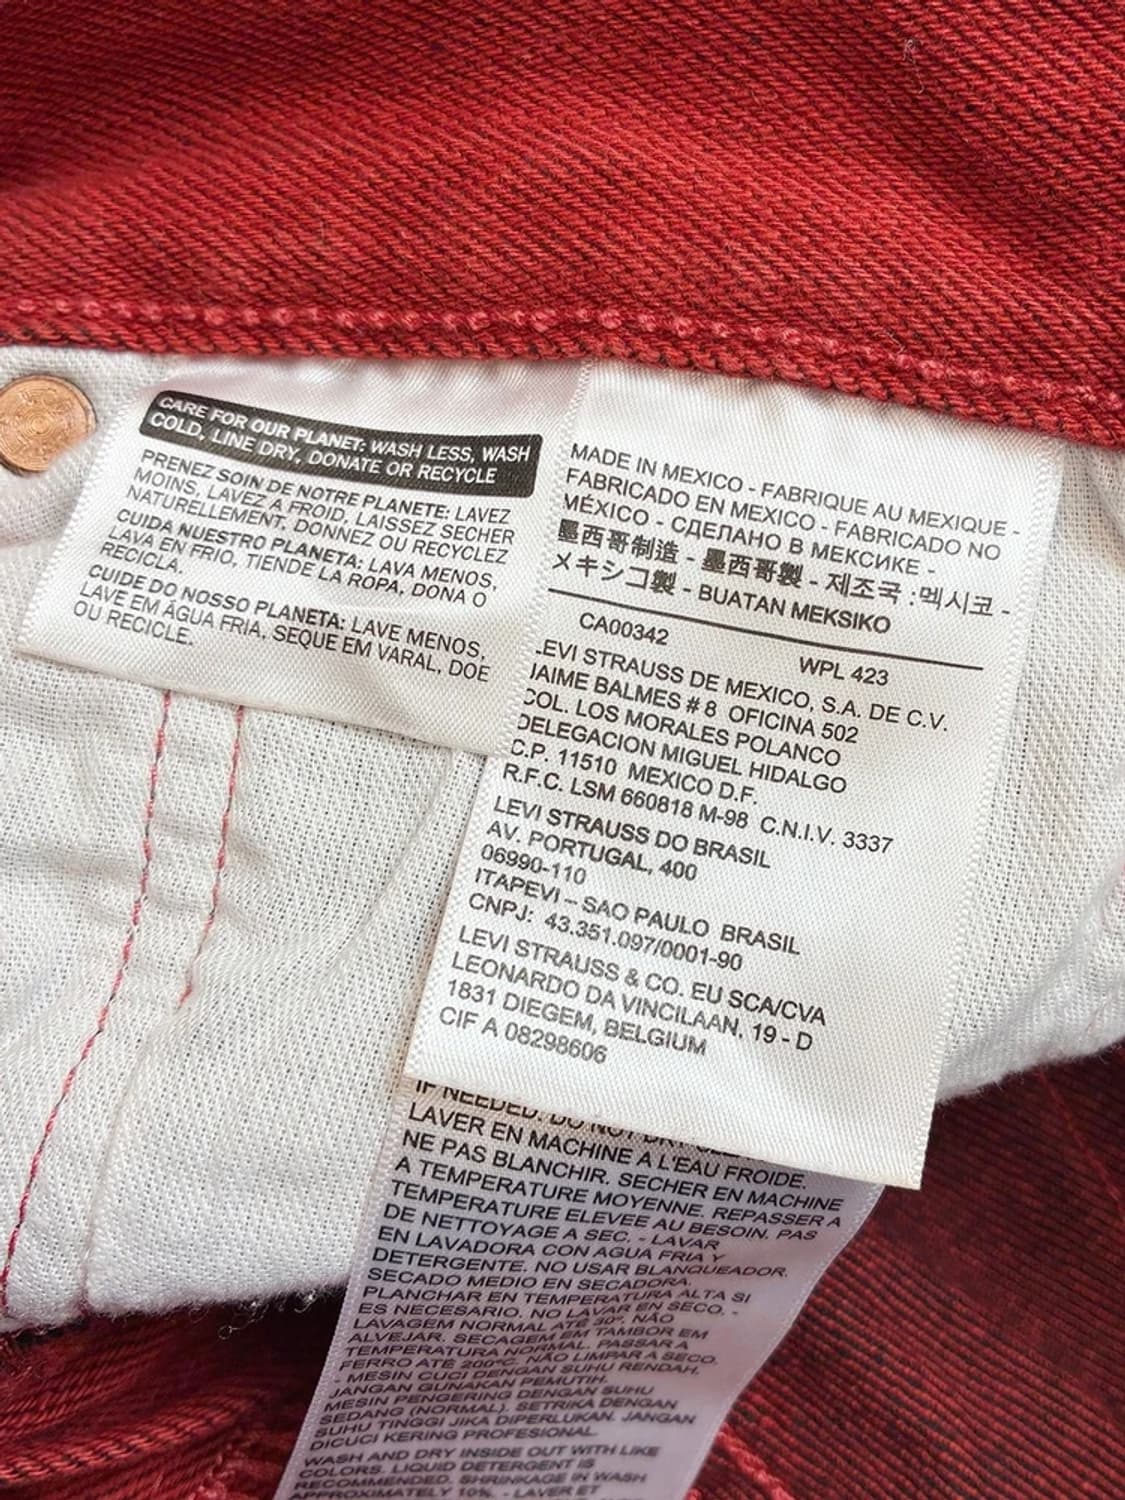 CARE FOR OUR PLANET: WASH LESS, WASH
COLD, LINE DRY, DONATE OR RECYCLE
PRENEZ SOIN DE NOTRE PLANETE: LAVEZ
MOINS, LAVEZ A FROID, LAISSEZ SECHER
NATURELLEMENT, DONNEZ OU RECYCLEZ
CUIDA NUESTRO PLANETA: LAVA MENOS,
LAVA EN FRIO, TIENDE LA ROPA, DONA O
RECICLA.
CUIDE DO NOSSO PLANETA: LAVE MENOS,
LAVE EM ÁGUA FRIA, SEQUE EM VARAL, DOE
OU RECICLE.
MADE IN MEXICO - FABRIQUE AU MEXIQUE -
FABRICADO EN MEXICO - FABRICADO NO
MÉXICO - СДЕЛАНО В МЕКСИКЕ -
墨西哥制造 - 墨西哥製 - 제조국 :멕시코 -
メキシコ製 - BUATAN MEKSIKO
CA00342 WPL 423
LEVI STRAUSS DE MEXICO, S.A. DE C.V.
JAIME BALMES # 8 OFICINA 502
COL. LOS MORALES POLANCO
DELEGACION MIGUEL HIDALGO
C.P. 11510 MEXICO D.F.
R.F.C. LSM 660818 M-98 C.N.I.V. 3337
LEVI STRAUSS DO BRASIL
AV. PORTUGAL, 400
06990-110
ITAPEVI – SAO PAULO BRASIL
CNPJ: 43.351.097/0001-90
LEVI STRAUSS & CO. EU SCA/CVA
LEONARDO DA VINCILAAN, 19 - D
1831 DIEGEM, BELGIUM
CIF A 08298606
IF NEEDED. DO NOT DRY
LAVER EN MACHINE A L'EAU FROIDE.
NE PAS BLANCHIR. SECHER EN MACHINE
A TEMPERATURE MOYENNE. REPASSER A
TEMPERATURE ELEVEE AU BESOIN. PAS
DE NETTOYAGE A SEC. - LAVAR
EN LAVADORA CON AGUA FRIA Y
DETERGENTE. NO USAR BLANQUEADOR.
SECADO MEDIO EN SECADORA.
PLANCHAR EN TEMPERATURA ALTA SI
ES NECESARIO. NO LAVAR EN SECO. -
LAVAGEM NORMAL ATÉ 30°, NÃO
ALVEJAR. SECAGEM EM TAMBOR EM
TEMPERATURA NORMAL. PASSAR A
FERRO ATÉ 200°C. NÃO LIMPAR A SECO.
- MESIN CUCI DENGAN SUHU RENDAH.
JANGAN GUNAKAN PEMUTIH.
MESIN PENGERING DENGAN SUHU
SEDANG (NORMAL). SETRIKA DENGAN
SUHU TINGGI JIKA DIPERLUKAN. JANGAN
DICUCI KERING PROFESIONAL.
WASH AND DRY INSIDE OUT WITH LIKE
COLORS. LIQUID DETERGENT IS
RECOMMENDED. SHRINKAGE IN WASH
APPROXIMATELY 10%. - LAVER ET